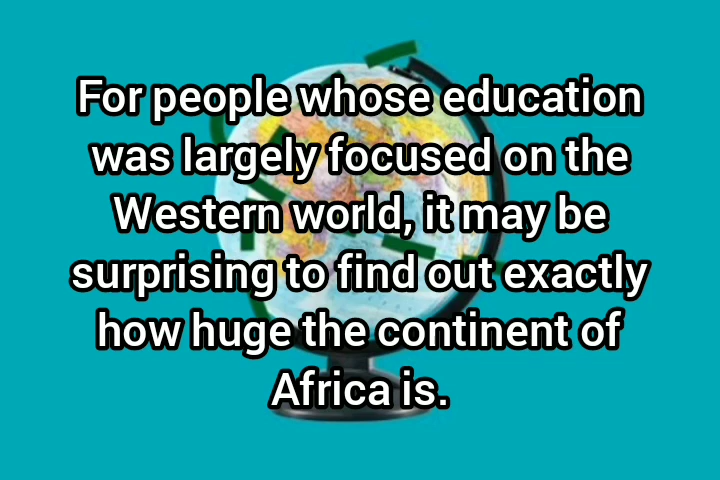 For people whose education
was largely focused on the
Western world, it may be
surprising to find out exactly
how huge the continent of
Africa is.